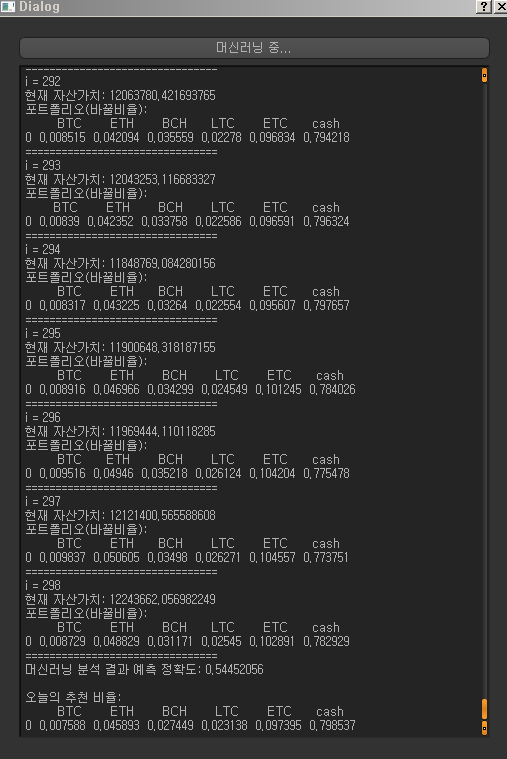 Dialog
머신러닝 중...
================================
i = 292
현재 자산가치: 12063780,421693765
포트폴리오(바꿀비율):
BTC ETH BCH LTC ETC cash
0 0,008515 0,042094 0,035559 0,02278 0,096834 0,794218
================================
i = 293
현재 자산가치: 12043253,116683327
포트폴리오(바꿀비율):
BTC ETH BCH LTC ETC cash
0 0,00839 0,042352 0,033758 0,022586 0,096591 0,796324
================================
i = 294
현재 자산가치: 11848769,084280156
포트폴리오(바꿀비율):
BTC ETH BCH LTC ETC cash
0 0,008317 0,043225 0,03264 0,022554 0,095607 0,797657
================================
i = 295
현재 자산가치: 11900648,318187155
포트폴리오(바꿀비율):
BTC ETH BCH LTC ETC cash
0 0,008916 0,046966 0,034299 0,024549 0,101245 0,784026
================================
i = 296
현재 자산가치: 11969444,110118285
포트폴리오(바꿀비율):
BTC ETH BCH LTC ETC cash
0 0,009516 0,04946 0,035218 0,026124 0,104204 0,775478
================================
i = 297
현재 자산가치: 12121400,565588608
포트폴리오(바꿀비율):
BTC ETH BCH LTC ETC cash
0 0,009837 0,050605 0,03498 0,026271 0,104557 0,773751
================================
i = 298
현재 자산가치: 12243662,056982249
포트폴리오(바꿀비율):
BTC ETH BCH LTC ETC cash
0 0,008729 0,048829 0,031171 0,02545 0,102891 0,782929
================================
머신러닝 분석 결과 예측 정확도: 0,54452056
오늘의 추천 비율:
BTC ETH BCH LTC ETC cash
0 0,007588 0,045893 0,027449 0,023138 0,097395 0,798537